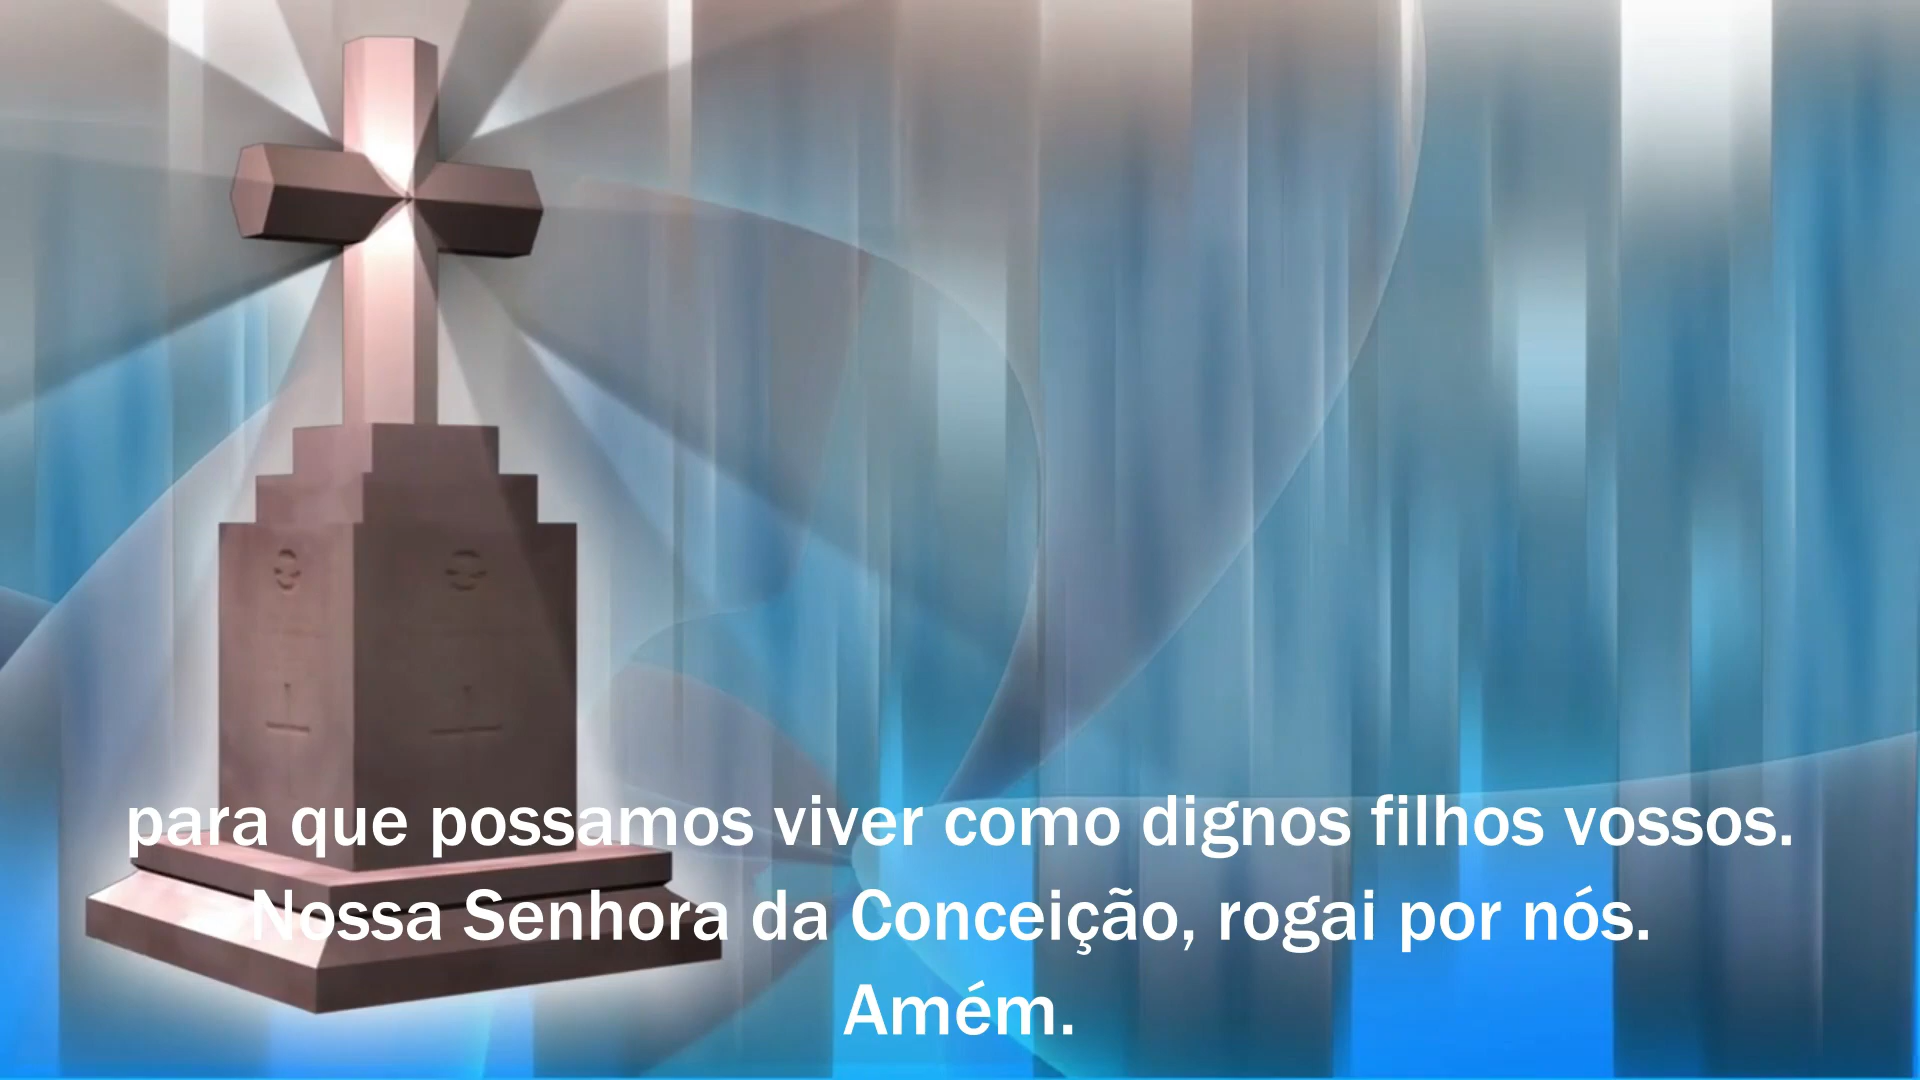 para que possamos viver como dignos filhos vossos.
Nossa Senhora da Conceição, rogai por nós.
Amém.